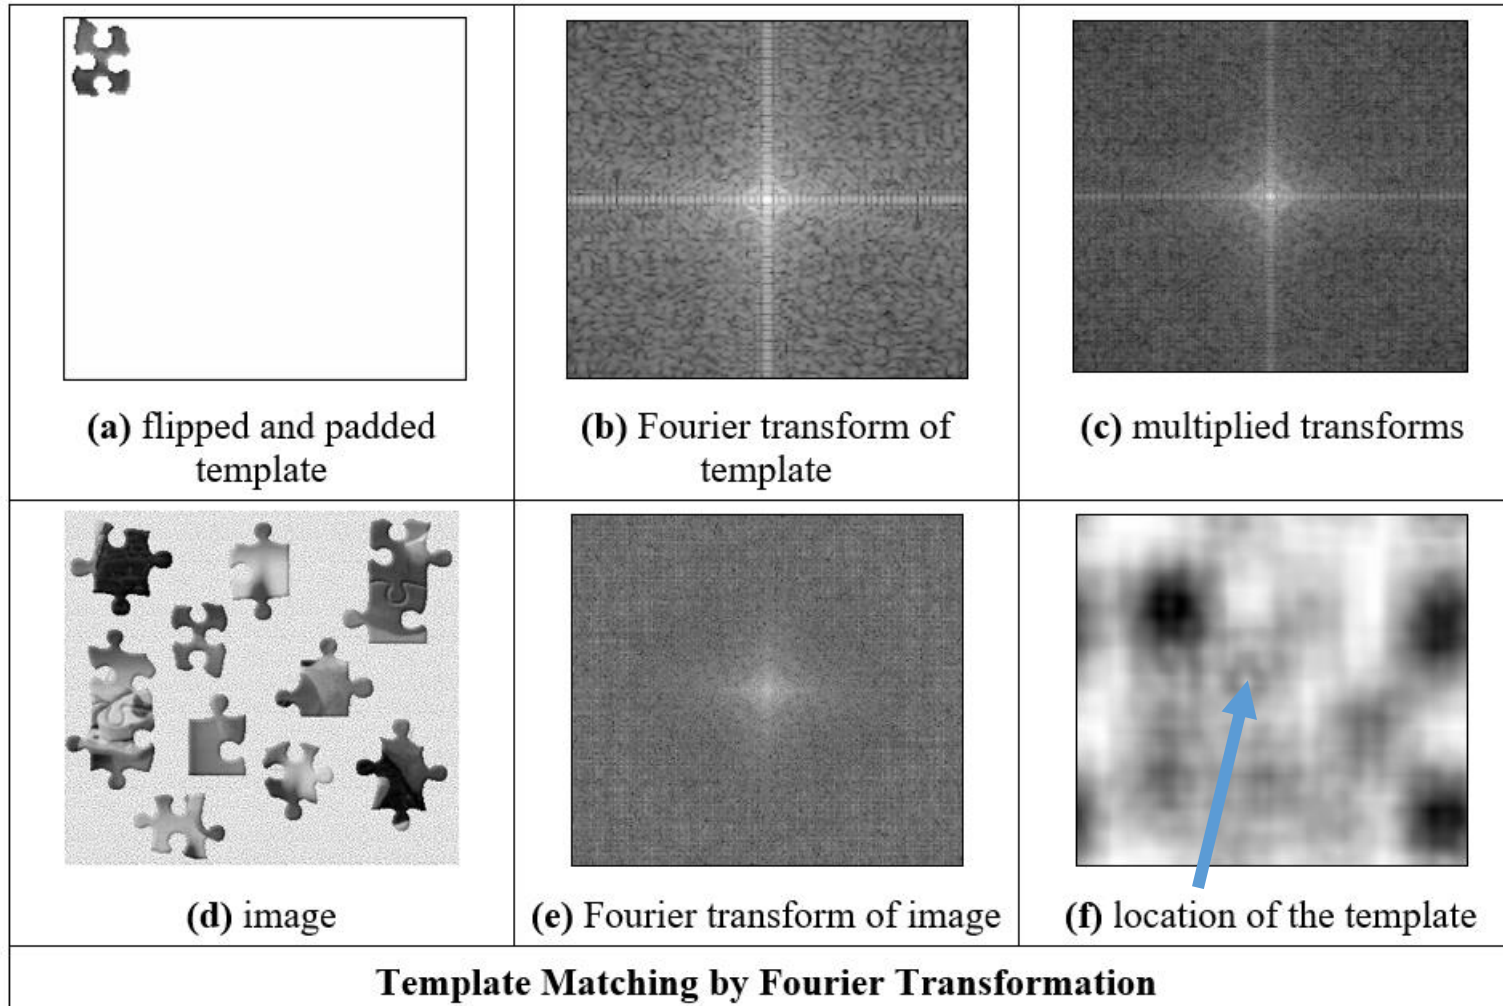 (a) flipped and padded
template
(b) Fourier transform of
template
(c) multiplied transforms
(d) image
(e) Fourier transform of image
(f) location of the template
Template Matching by Fourier Transformation